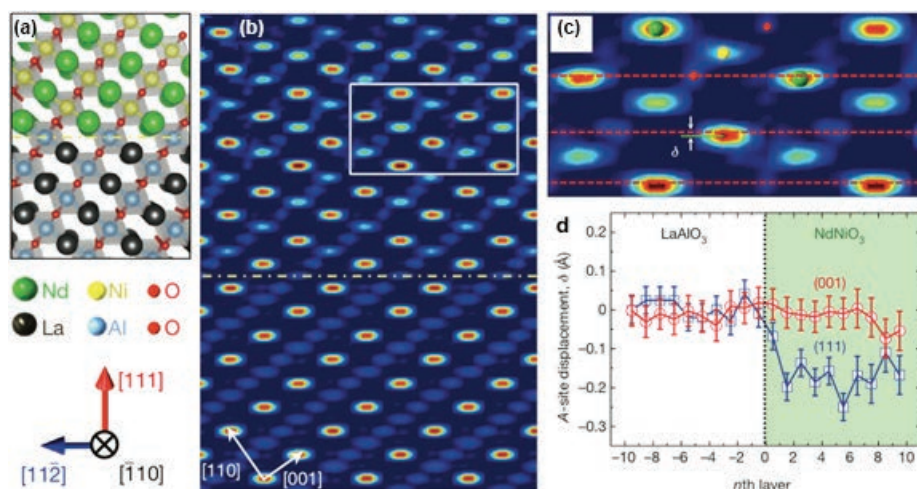 (a)
Nd Ni O
La Al O
[111]
[112̄]
[1̄10]
(b)
[110]
[001]
(c)
δ
d
LaAlO3
NdNiO3
(001)
(111)
A-site displacement, δ (Å)
0.1
0
-0.1
-0.2
-0.3
-10 -8 -6 -4 -2 0 2 4 6 8 10
nth layer